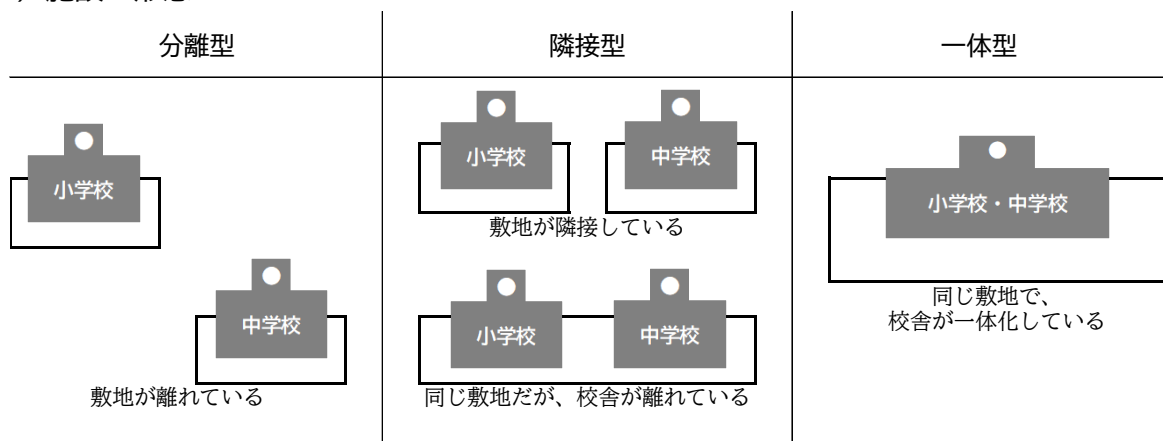 分離型
隣接型
一体型
小学校
中学校
敷地が離れている
小学校
中学校
敷地が隣接している
小学校
中学校
同じ敷地だが、校舎が離れている
小学校・中学校
同じ敷地で、
校舎が一体化している